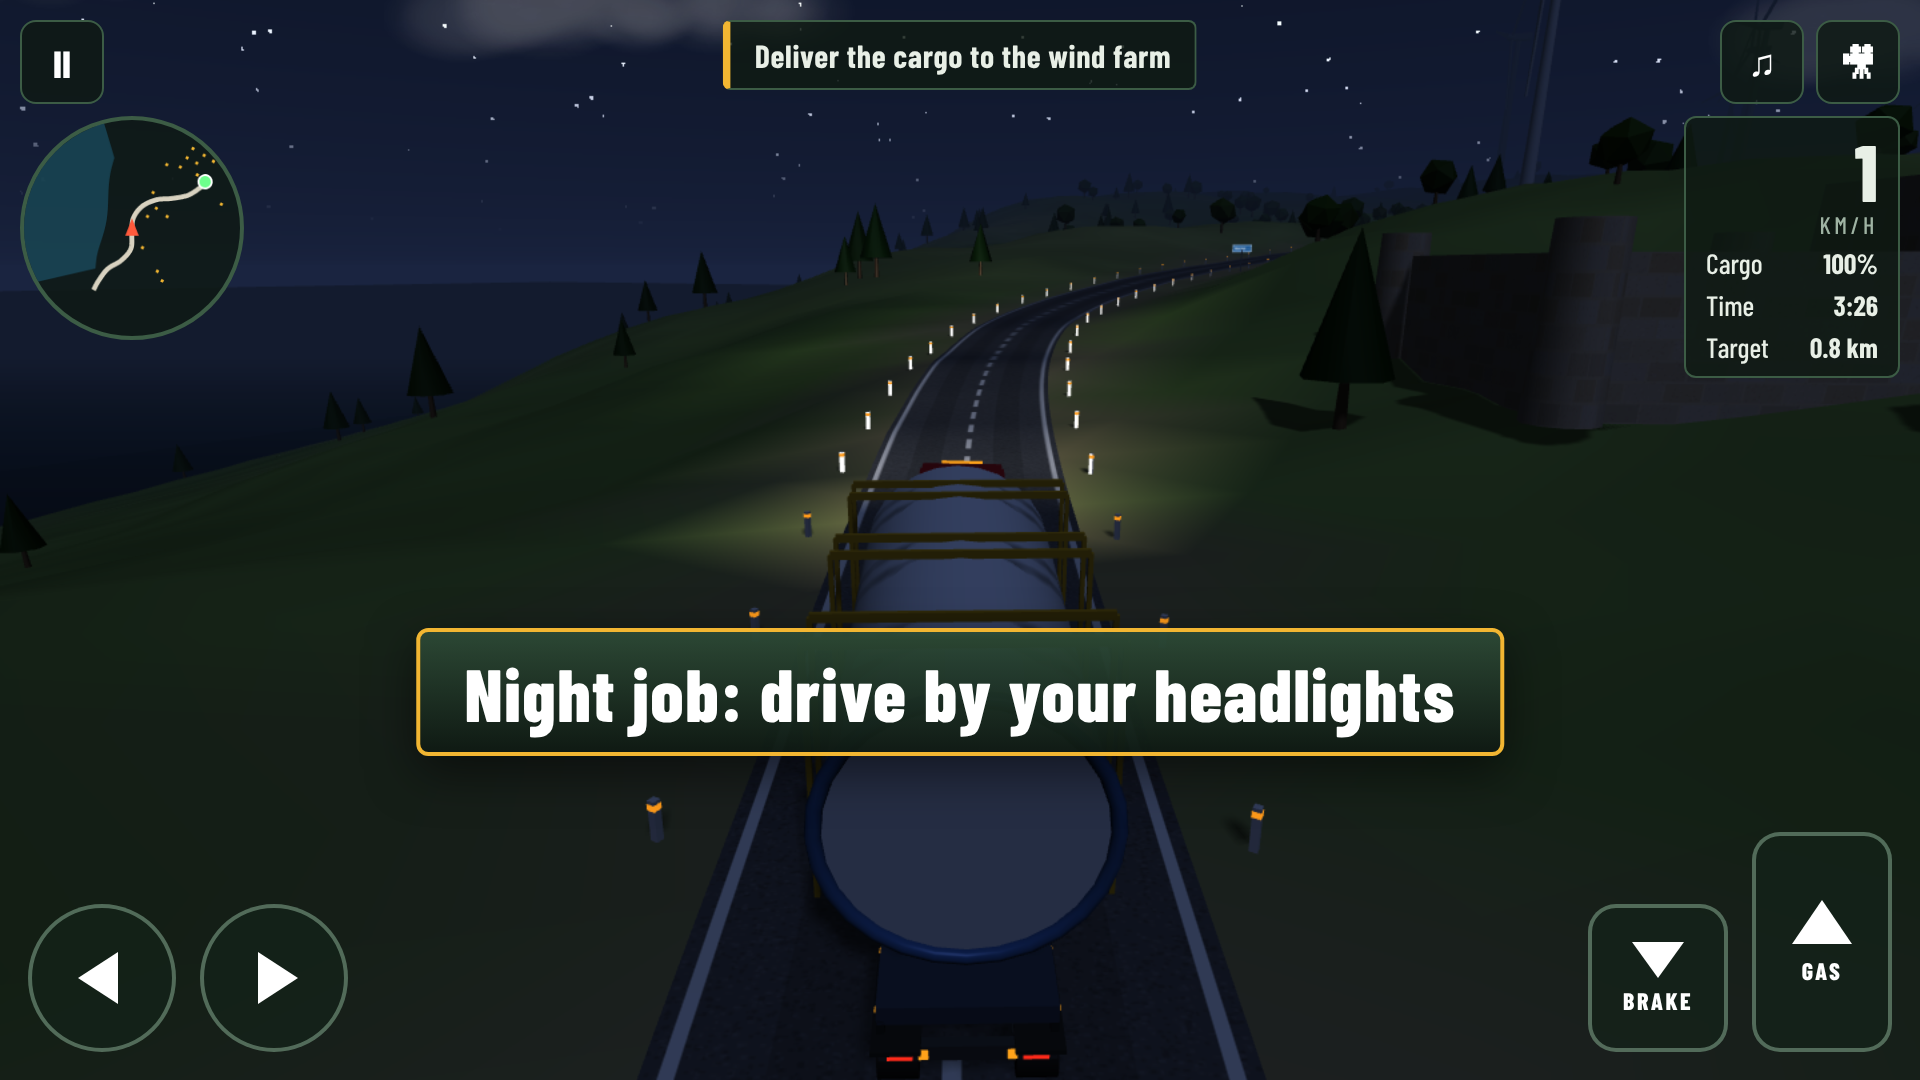 Deliver the cargo to the wind farm
1
KM/H
Cargo 100%
Time 3:26
Target 0.8 km
Night job: drive by your headlights
BRAKE
GAS